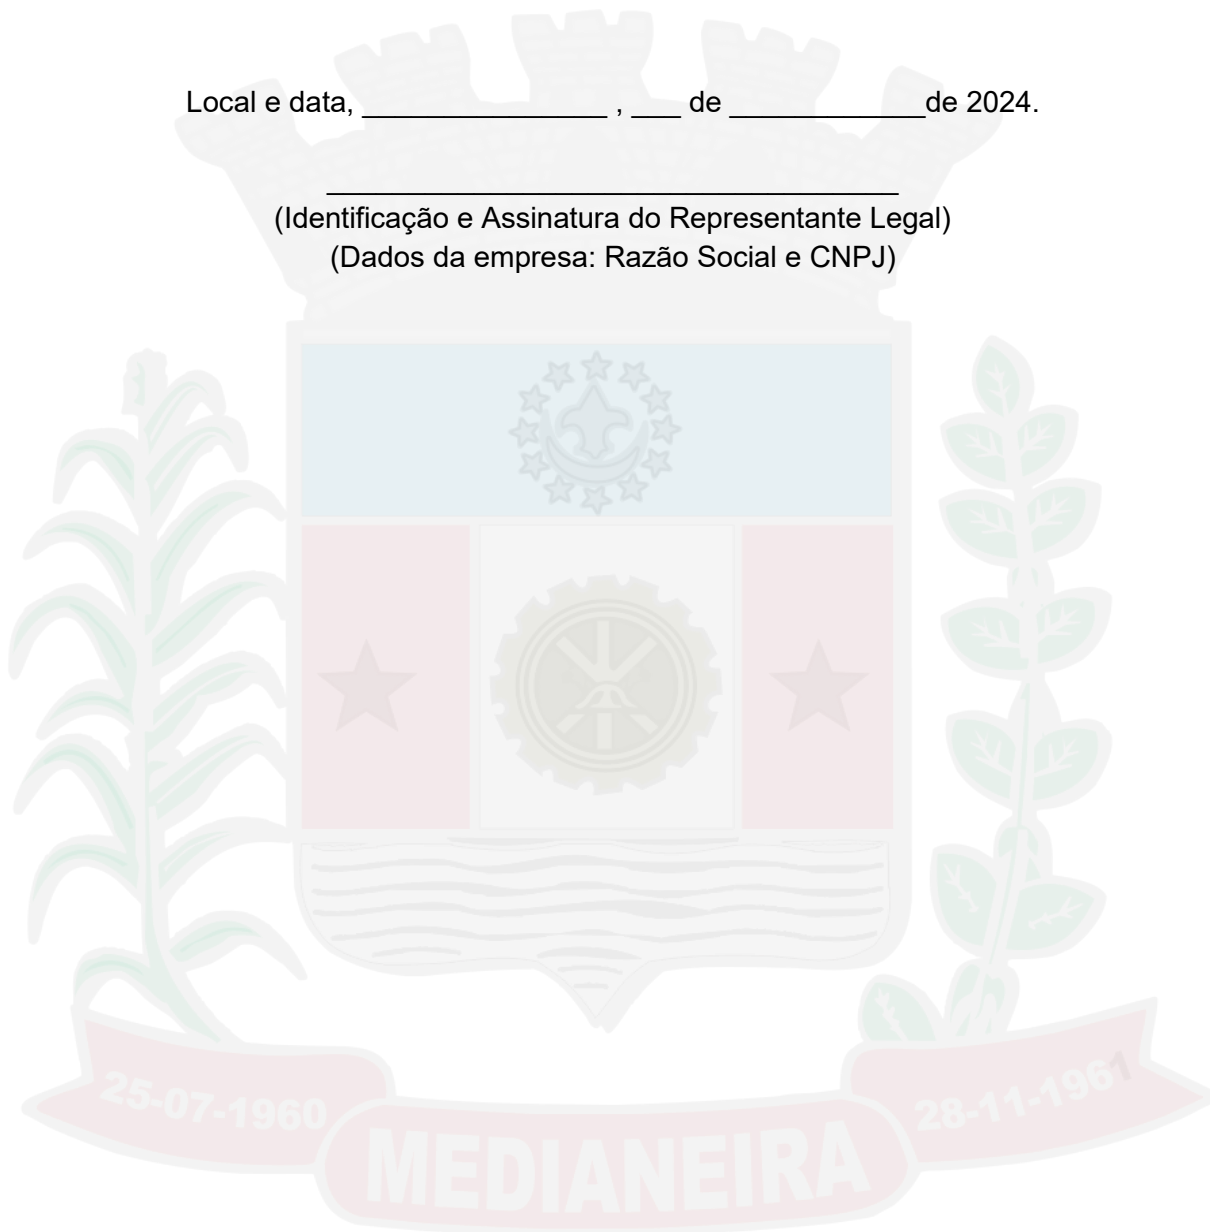 Local e data, _______________ , ___ de ____________de 2024.
___________________________________
(Identificação e Assinatura do Representante Legal)
(Dados da empresa: Razão Social e CNPJ)
25-07-1960
28-11-1961
MEDIANEIRA